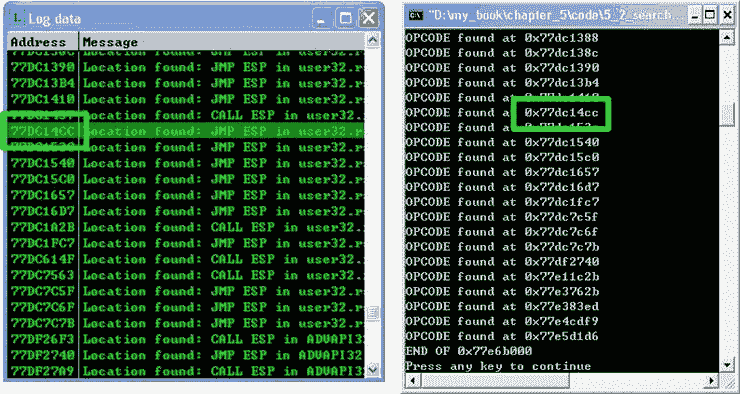 Log data
Address Message
Location found: JMP ESP in user32.r
77DC1390 Location found: JMP ESP in user32.r
77DC13B4 Location found: JMP ESP in user32.r
77DC1410 Location found: JMP ESP in user32.r
Location found: CALL ESP in user32.
77DC14CC Location found: JMP ESP in user32.r
Location found: JMP ESP in user32.r
77DC1540 Location found: JMP ESP in user32.r
77DC15C0 Location found: JMP ESP in user32.r
77DC1657 Location found: JMP ESP in user32.r
77DC16D7 Location found: JMP ESP in user32.r
77DC1A2B Location found: CALL ESP in user32.
77DC1FC7 Location found: JMP ESP in user32.r
77DC614F Location found: CALL ESP in user32.
77DC7563 Location found: CALL ESP in user32.
77DC7C5F Location found: JMP ESP in user32.r
77DC7C6F Location found: JMP ESP in user32.r
77DC7C7B Location found: JMP ESP in user32.r
77DF26F3 Location found: CALL ESP in ADVAPI
77DF2740 Location found: JMP ESP in ADVAPI32
77DF27A9 Location found: CALL ESP in ADVAPI
"D:\my_book\chapter_5\coda\5_2_search...
OPCODE found at 0x77dc1388
OPCODE found at 0x77dc138c
OPCODE found at 0x77dc1390
OPCODE found at 0x77dc13b4
OPCODE found at
OPCODE found at 0x77dc14cc
OPCODE found at
OPCODE found at 0x77dc1540
OPCODE found at 0x77dc15c0
OPCODE found at 0x77dc1657
OPCODE found at 0x77dc16d7
OPCODE found at 0x77dc1fc7
OPCODE found at 0x77dc7c5f
OPCODE found at 0x77dc7c6f
OPCODE found at 0x77dc7c7b
OPCODE found at 0x77df2740
OPCODE found at 0x77e11c2b
OPCODE found at 0x77e3762b
OPCODE found at 0x77e383ed
OPCODE found at 0x77e4cdf9
OPCODE found at 0x77e5d1d6
END OF 0x77e6b000
Press any key to continue